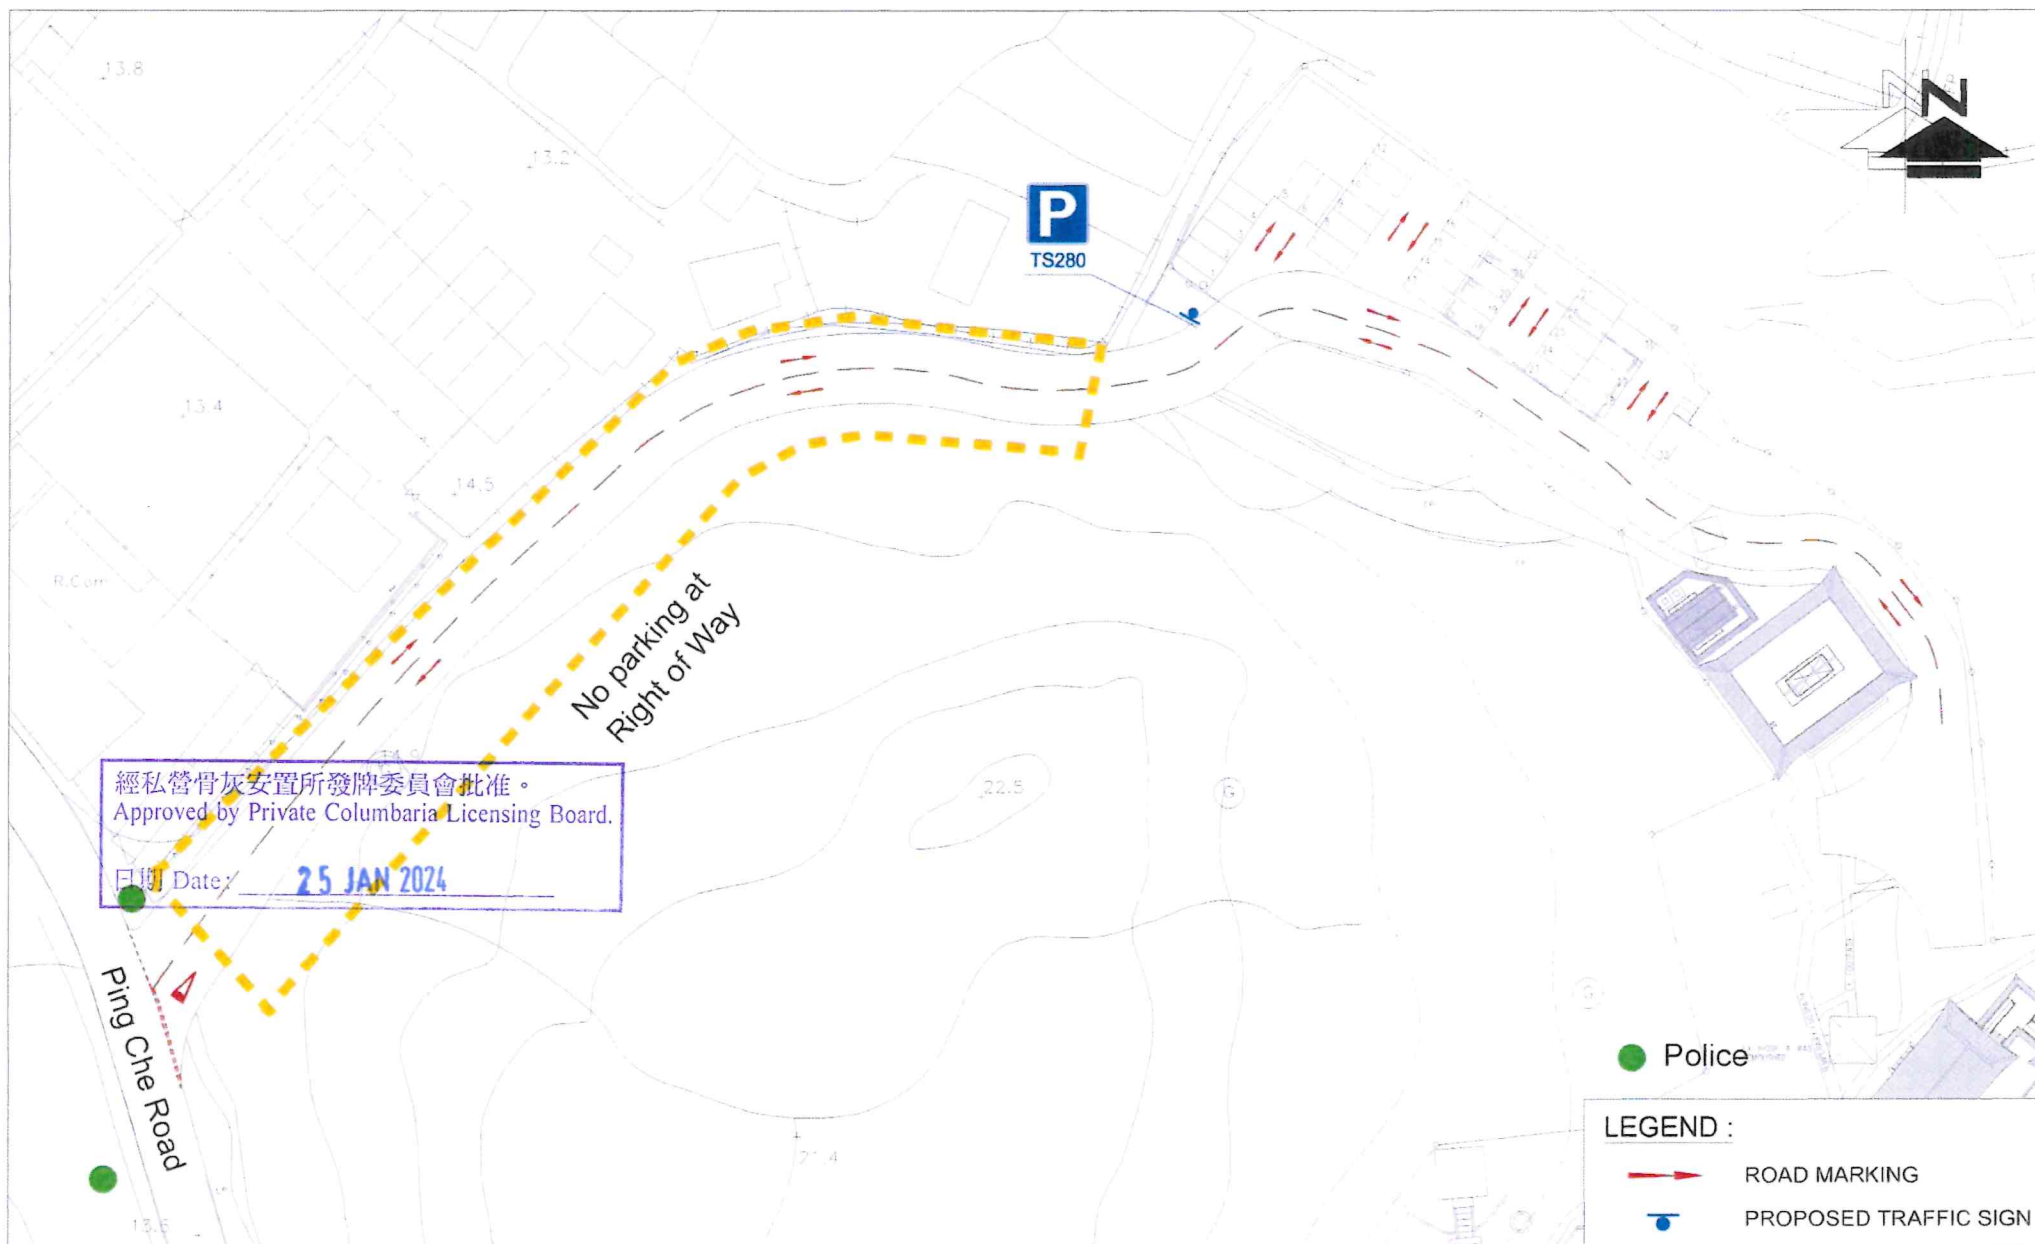 13.8
13.2
N
P
TS280
13.4
14.5
R.Con
No parking at
Right of Way
經私營骨灰安置所發牌委員會批准。
Approved by Private Columbaria Licensing Board.
日期 Date: 25 JAN 2024
22.5
G
G
Ping Che Road
Police
LEGEND :
ROAD MARKING
PROPOSED TRAFFIC SIGN